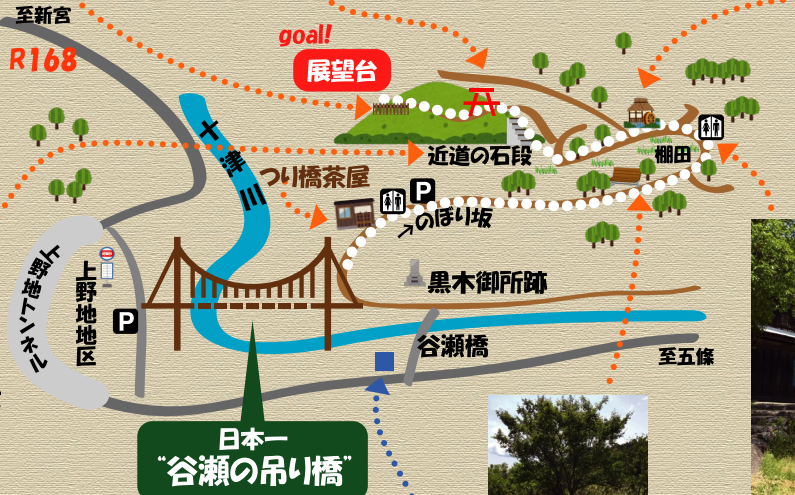 至新宮
R168
goal!
展望台
十津川
近道の石段
棚田
つり橋茶屋
P
↗のぼり坂
上野地トンネル
上野地地区
P
黒木御所跡
谷瀬橋
至五條
日本一
“谷瀬の吊り橋”